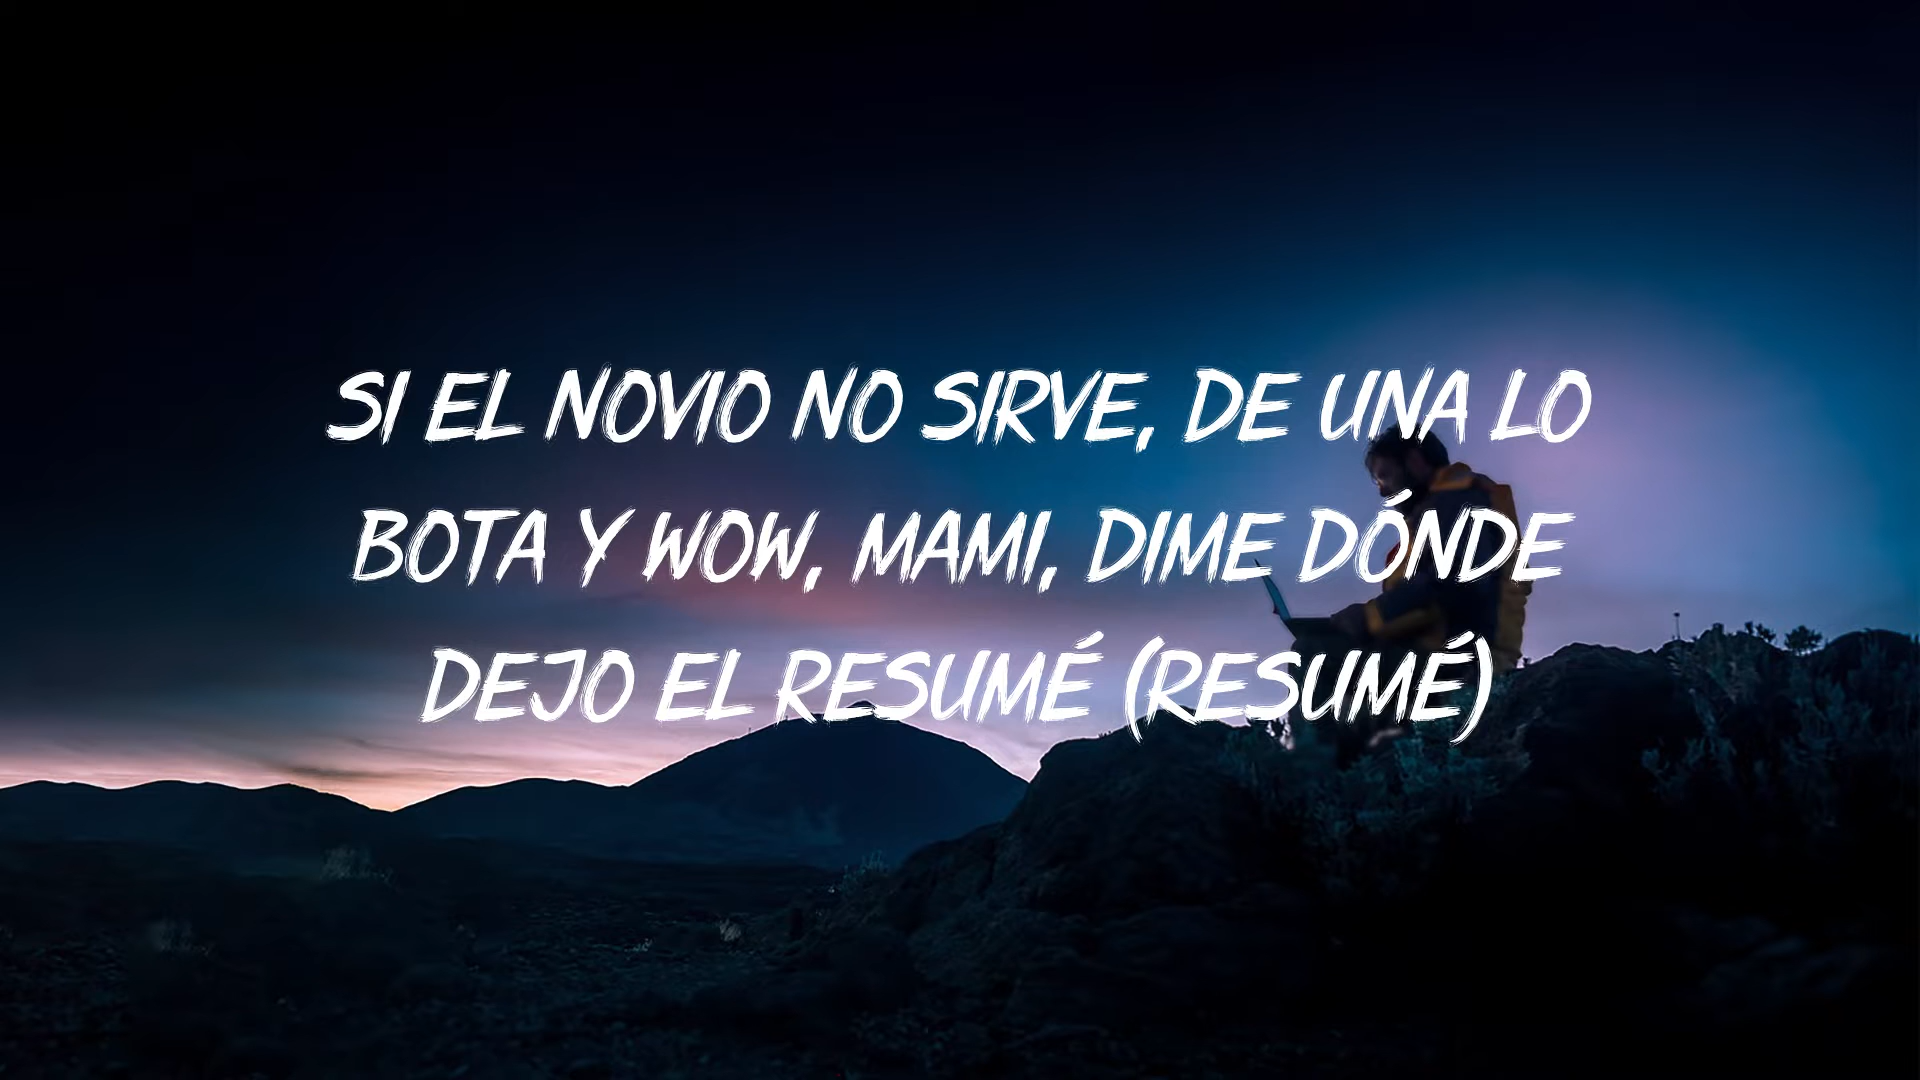 SI EL NOVIO NO SIRVE, DE UNA LO
BOTA Y WOW, MAMI, DIME DÓNDE
DEJO EL RESUMÉ (RESUMÉ)